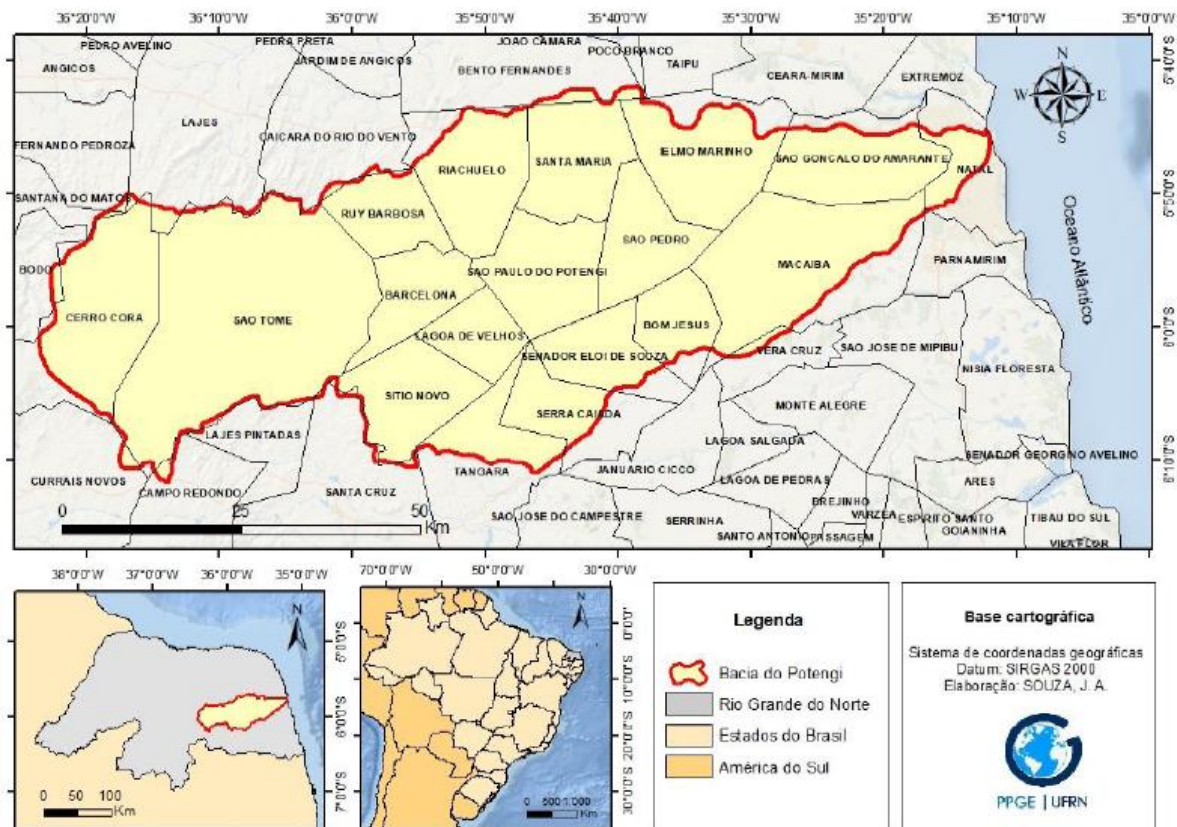 36°20'0"W 36°10'0"W 36°0'0"W 35°50'0"W 35°40'0"W 35°30'0"W 35°20'0"W 35°10'0"W 35°0'0"W
PEDRO AVELINO
PEDRA PRETA
JOAO CAMARA
POCO BRANCO
ANGICOS
JARDIM DE ANGICOS
BENTO FERNANDES
TAIPU
CEARA-MIRIM
EXTREMOZ
N
W E
S
5°40'0"S
LAJES
CAICARA DO RIO DO VENTO
FERNANDO PEDROZA
RIACHUELO
SANTA MARIA
IELMO MARINHO
SAO GONCALO DO AMARANTE
NATAL
SANTANA DO MATOS
RUY BARBOSA
5°50'0"S
SAO PEDRO
Oceano Atlântico
BODO
SAO PAULO DO POTENGI
MACAIBA
PARNAMIRIM
BARCELONA
CERRO CORA
SAO TOME
LAGOA DE VELHOS
BOM JESUS
6°0'0"S
SENADOR ELOI DE SOUZA
VERA CRUZ
SAO JOSE DE MIPIBU
NISIA FLORESTA
SITIO NOVO
SERRA CAIADA
MONTE ALEGRE
LAJES PINTADAS
LAGOA SALGADA
TANGARA
JANUARIO CICCO
SENADOR GEORGINO AVELINO
6°10'0"S
CURRAIS NOVOS
CAMPO REDONDO
SANTA CRUZ
LAGOA DE PEDRAS
ARES
BREJINHO
SAO JOSE DO CAMPESTRE
SERRINHA
VARZEA
ESPIRITO SANTO
TIBAU DO SUL
SANTO ANTONIO
PASSAGEM
GOIANINHA
VILA FLOR
0 25 50
Km
38°0'0"W 37°0'0"W 36°0'0"W 35°0'0"W
N
5°0'0"S
6°0'0"S
7°0'0"S
0 50 100
Km
70°0'0"W 50°0'0"W 30°0'0"W
N
0°0'0"
10°0'0"S
20°0'0"S
30°0'0"S
0 500 1.000
Km
Legenda
Bacia do Potengi
Rio Grande do Norte
Estados do Brasil
América do Sul
Base cartográfica
Sistema de coordenadas geográficas
Datum: SIRGAS 2000
Elaboração: SOUZA, J. A.
PPGE | UFRN